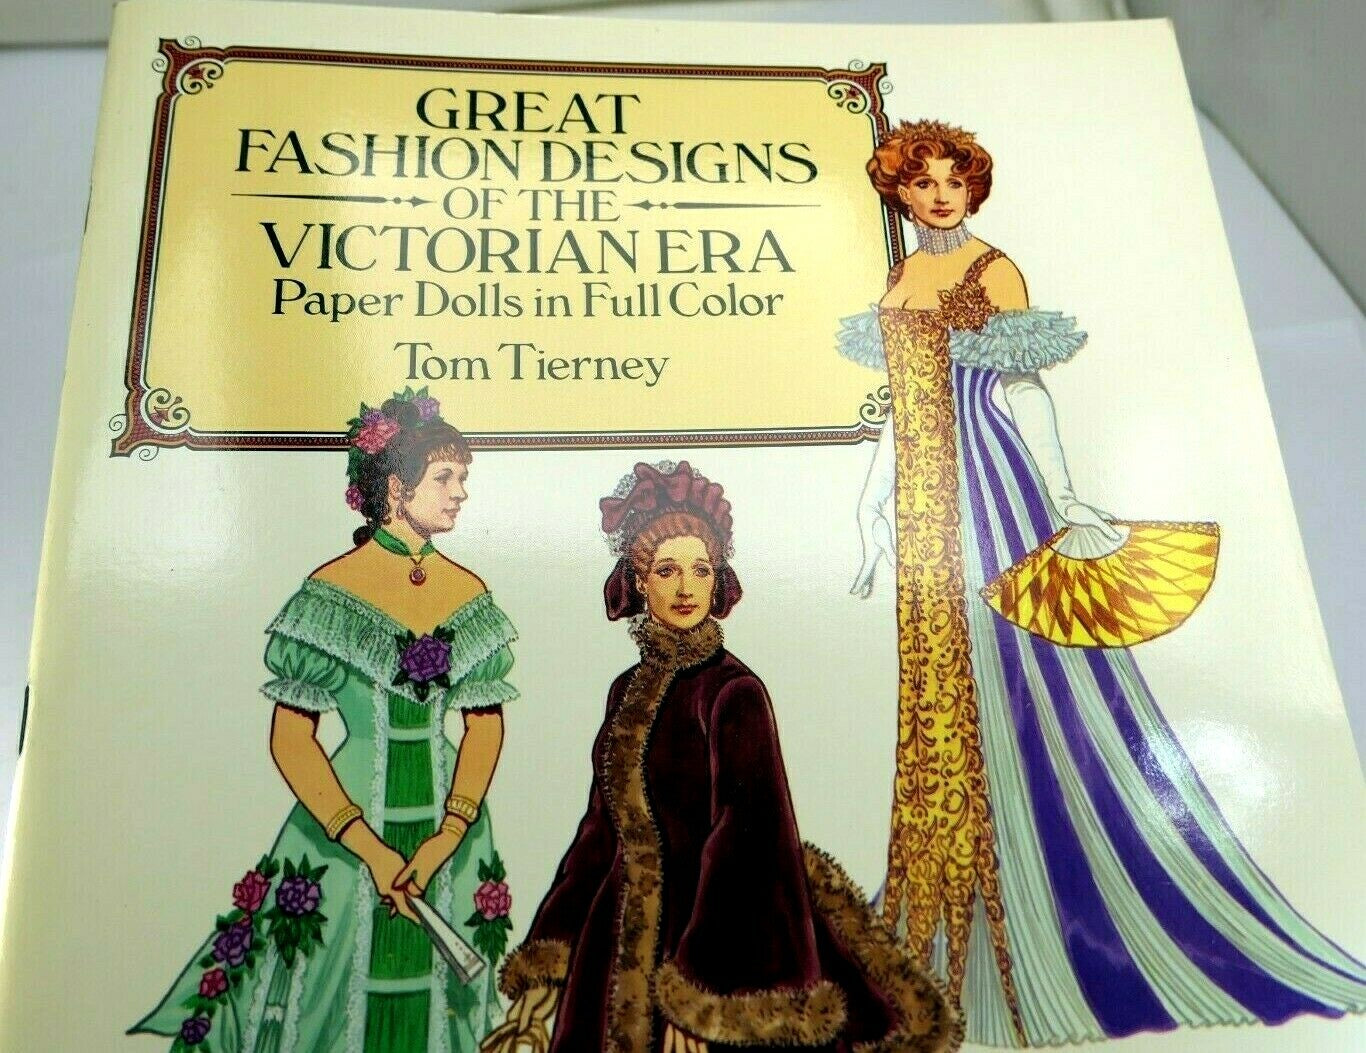 GREAT
FASHION DESIGNS
OF THE
VICTORIAN ERA
Paper Dolls in Full Color
Tom Tierney